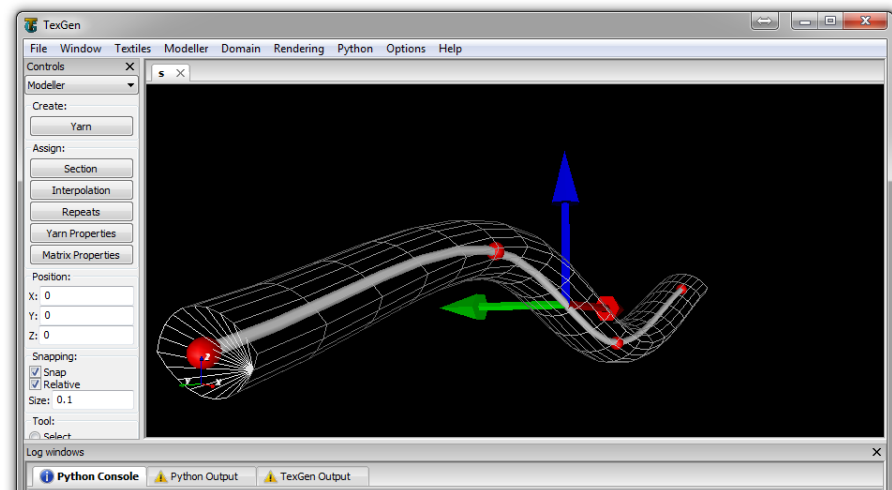 TexGen
File Window Textiles Modeller Domain Rendering Python Options Help
Controls
s
Modeller
Create:
Yarn
Assign:
Section
Interpolation
Repeats
Yarn Properties
Matrix Properties
Position:
X: 0
Y: 0
Z: 0
Snapping:
Snap
Relative
Size: 0.1
Tool:
Select
z
y
x
Log windows
Python Console
Python Output
TexGen Output